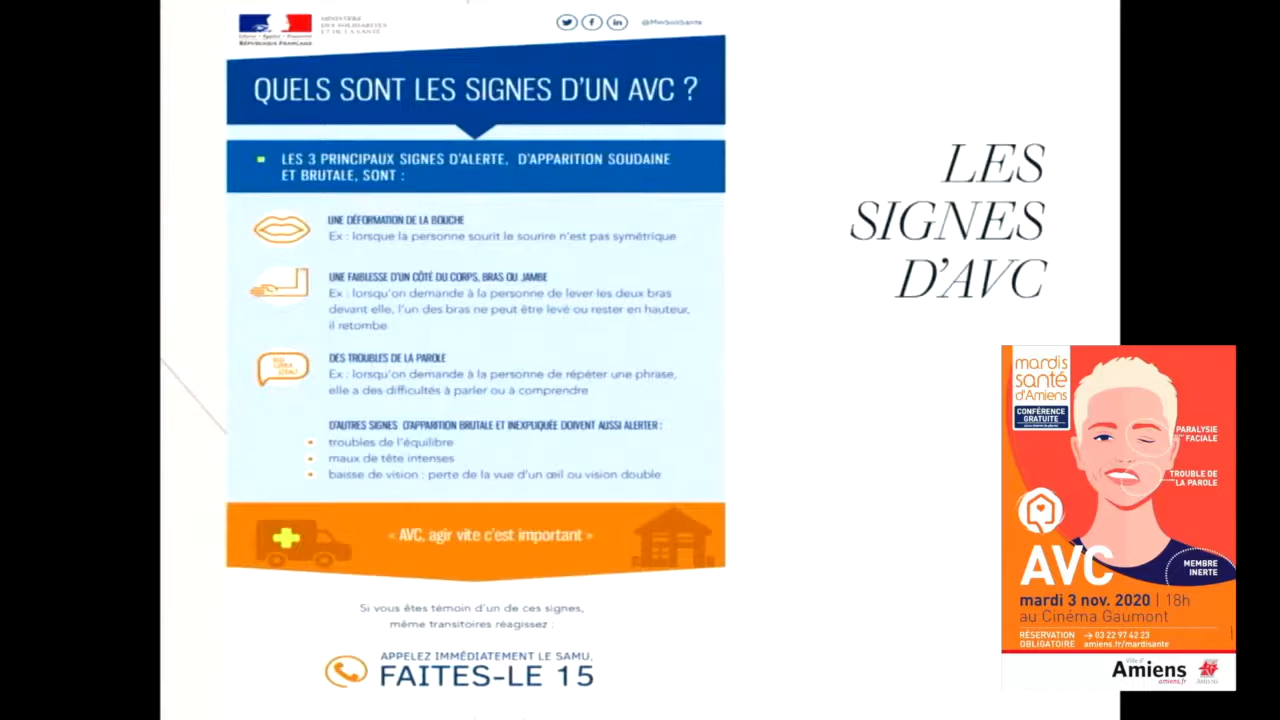 MINISTÈRE
DES SOLIDARITÉS
ET DE LA SANTÉ
Liberté • Égalité • Fraternité
RÉPUBLIQUE FRANÇAISE
@MinSoliSante
QUELS SONT LES SIGNES D'UN AVC ?
LES 3 PRINCIPAUX SIGNES D'ALERTE, D'APPARITION SOUDAINE
ET BRUTALE, SONT :
UNE DÉFORMATION DE LA BOUCHE
Ex : lorsque la personne sourit le sourire n'est pas symétrique
UNE FAIBLESSE D'UN CÔTÉ DU CORPS, BRAS OU JAMBE
Ex : lorsqu'on demande à la personne de lever les deux bras
devant elle, l'un des bras ne peut être levé ou rester en hauteur,
il retombe
DES TROUBLES DE LA PAROLE
Ex : lorsqu'on demande à la personne de répéter une phrase,
elle a des difficultés à parler ou à comprendre
D'AUTRES SIGNES D'APPARITION BRUTALE ET INEXPLIQUÉE DOIVENT AUSSI ALERTER :
troubles de l'équilibre
maux de tête intenses
baisse de vision : perte de la vue d'un œil ou vision double
« AVC, agir vite c'est important »
Si vous êtes témoin d'un de ces signes,
même transitoires réagissez :
APPELEZ IMMÉDIATEMENT LE SAMU,
FAITES-LE 15
LES
SIGNES
D'AVC
mardis
santé
d'Amiens
CONFÉRENCE
GRATUITE
PARALYSIE
FACIALE
TROUBLE DE
LA PAROLE
AVC
MEMBRE
INERTE
mardi 3 nov. 2020 | 18h
au Cinéma Gaumont
RÉSERVATION → 03 22 97 42 23
OBLIGATOIRE amiens.fr/mardisante
Ville d'
Amiens
amiens.fr
AMIENS